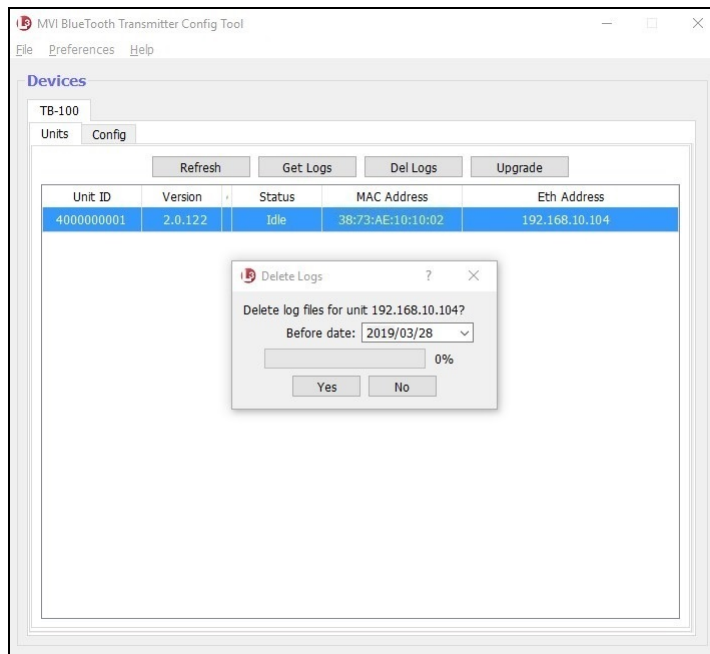 MVI BlueTooth Transmitter Config Tool
File Preferences Help
Devices
TB-100
Units Config
Refresh Get Logs Del Logs Upgrade
Unit ID Version Status MAC Address Eth Address
4000000001 2.0.122 Idle 38:73:AE:10:10:02 192.168.10.104
Delete Logs
Delete log files for unit 192.168.10.104?
Before date: 2019/03/28
0%
Yes No